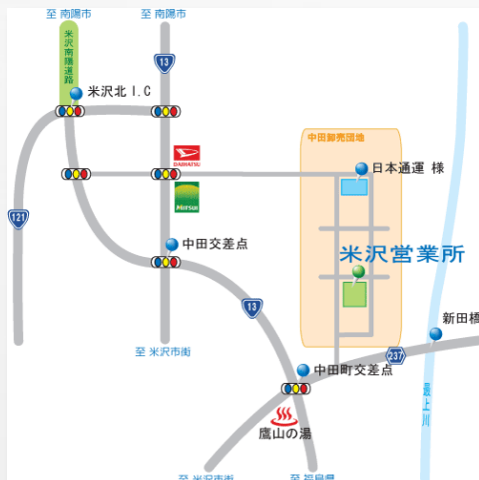 至 南陽市
至 南陽市
米沢南陽道路
13
米沢北 I.C
DAIHATSU
中田卸売団地
日本通運 様
121
中田交差点
米沢営業所
13
新田橋
至 米沢市街
237
中田町交差点
最上川
鷹山の湯
至 米沢市街
至 福島県